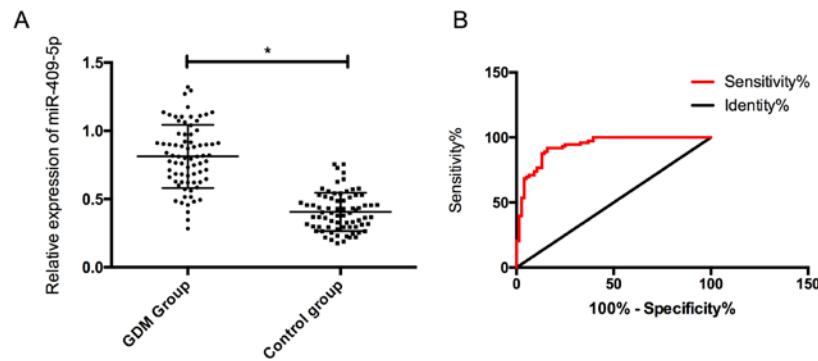 A
Relative expression of miR-409-5p
1.5
1.0
0.5
0.0
*
GDM Group
Control group
B
Sensitivity%
150
100
50
0
Sensitivity%
Identity%
0
50
100
150
100% - Specificity%